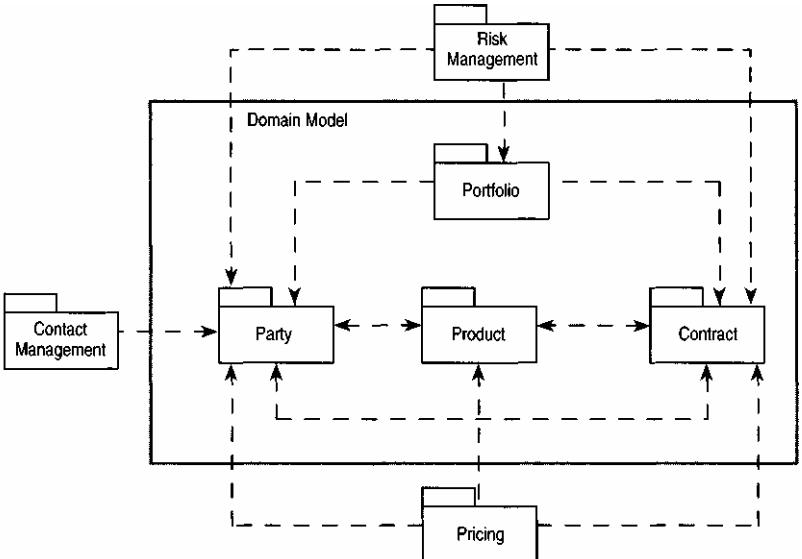 Risk
Management
Domain Model
Portfolio
Contact
Management
Party
Product
Contract
Pricing